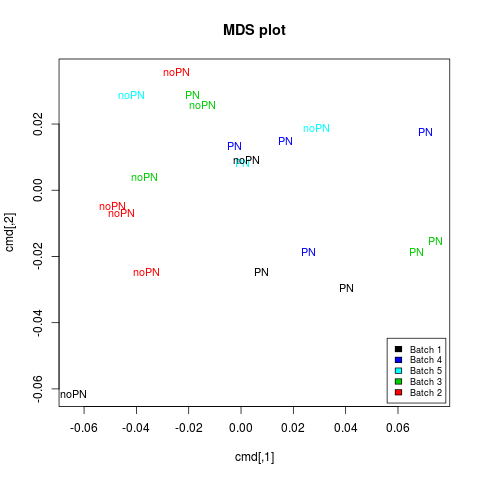 MDS plot
noPN
noPN
PN
noPN
noPN
PN
PN
PN
noPN
PN
noPN
noPN
noPN
PN
PN
noPN
PN
PN
PN
noPN
cmd[,2]
0.02
0.00
-0.02
-0.04
-0.06
Batch 1
Batch 4
Batch 5
Batch 3
Batch 2
-0.06
-0.04
-0.02
0.00
0.02
0.04
0.06
cmd[,1]